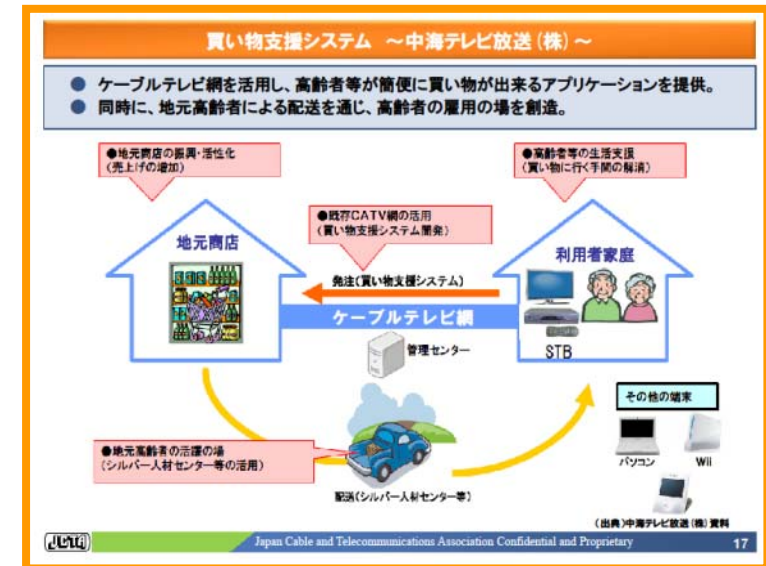 買い物支援システム ～中海テレビ放送(株)～
● ケーブルテレビ網を活用し、高齢者等が簡便に買い物が出来るアプリケーションを提供。
● 同時に、地元高齢者による配送を通じ、高齢者の雇用の場を創造。
●地元商店の振興・活性化
(売上げの増加)
●高齢者等の生活支援
(買い物に行く手間の解消)
●既存CATV網の活用
(買い物支援システム開発)
地元商店
利用者家庭
発注(買い物支援システム)
ケーブルテレビ網
管理センター
STB
その他の端末
●地元高齢者の活躍の場
(シルバー人材センター等の活用)
パソコン
Wii
配送(シルバー人材センター等)
(出典)中海テレビ放送(株)資料
JCTA
Japan Cable and Telecommunications Association Confidential and Proprietary
17